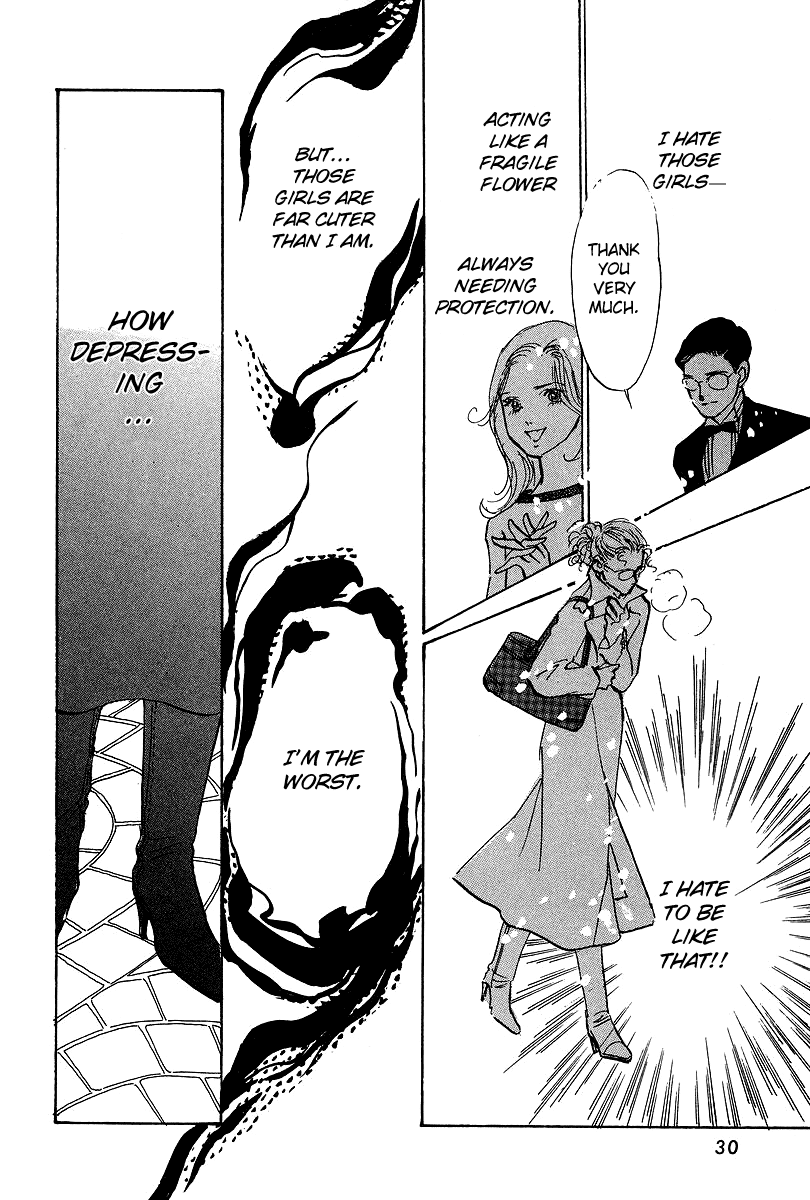 I HATE
THOSE
GIRLS—
THANK
YOU
VERY
MUCH.
ACTING
LIKE A
FRAGILE
FLOWER
ALWAYS
NEEDING
PROTECTION.
I HATE
TO BE
LIKE
THAT!!
BUT...
THOSE
GIRLS ARE
FAR CUTER
THAN I AM.
I'M THE
WORST.
HOW
DEPRESS-
ING
...
30